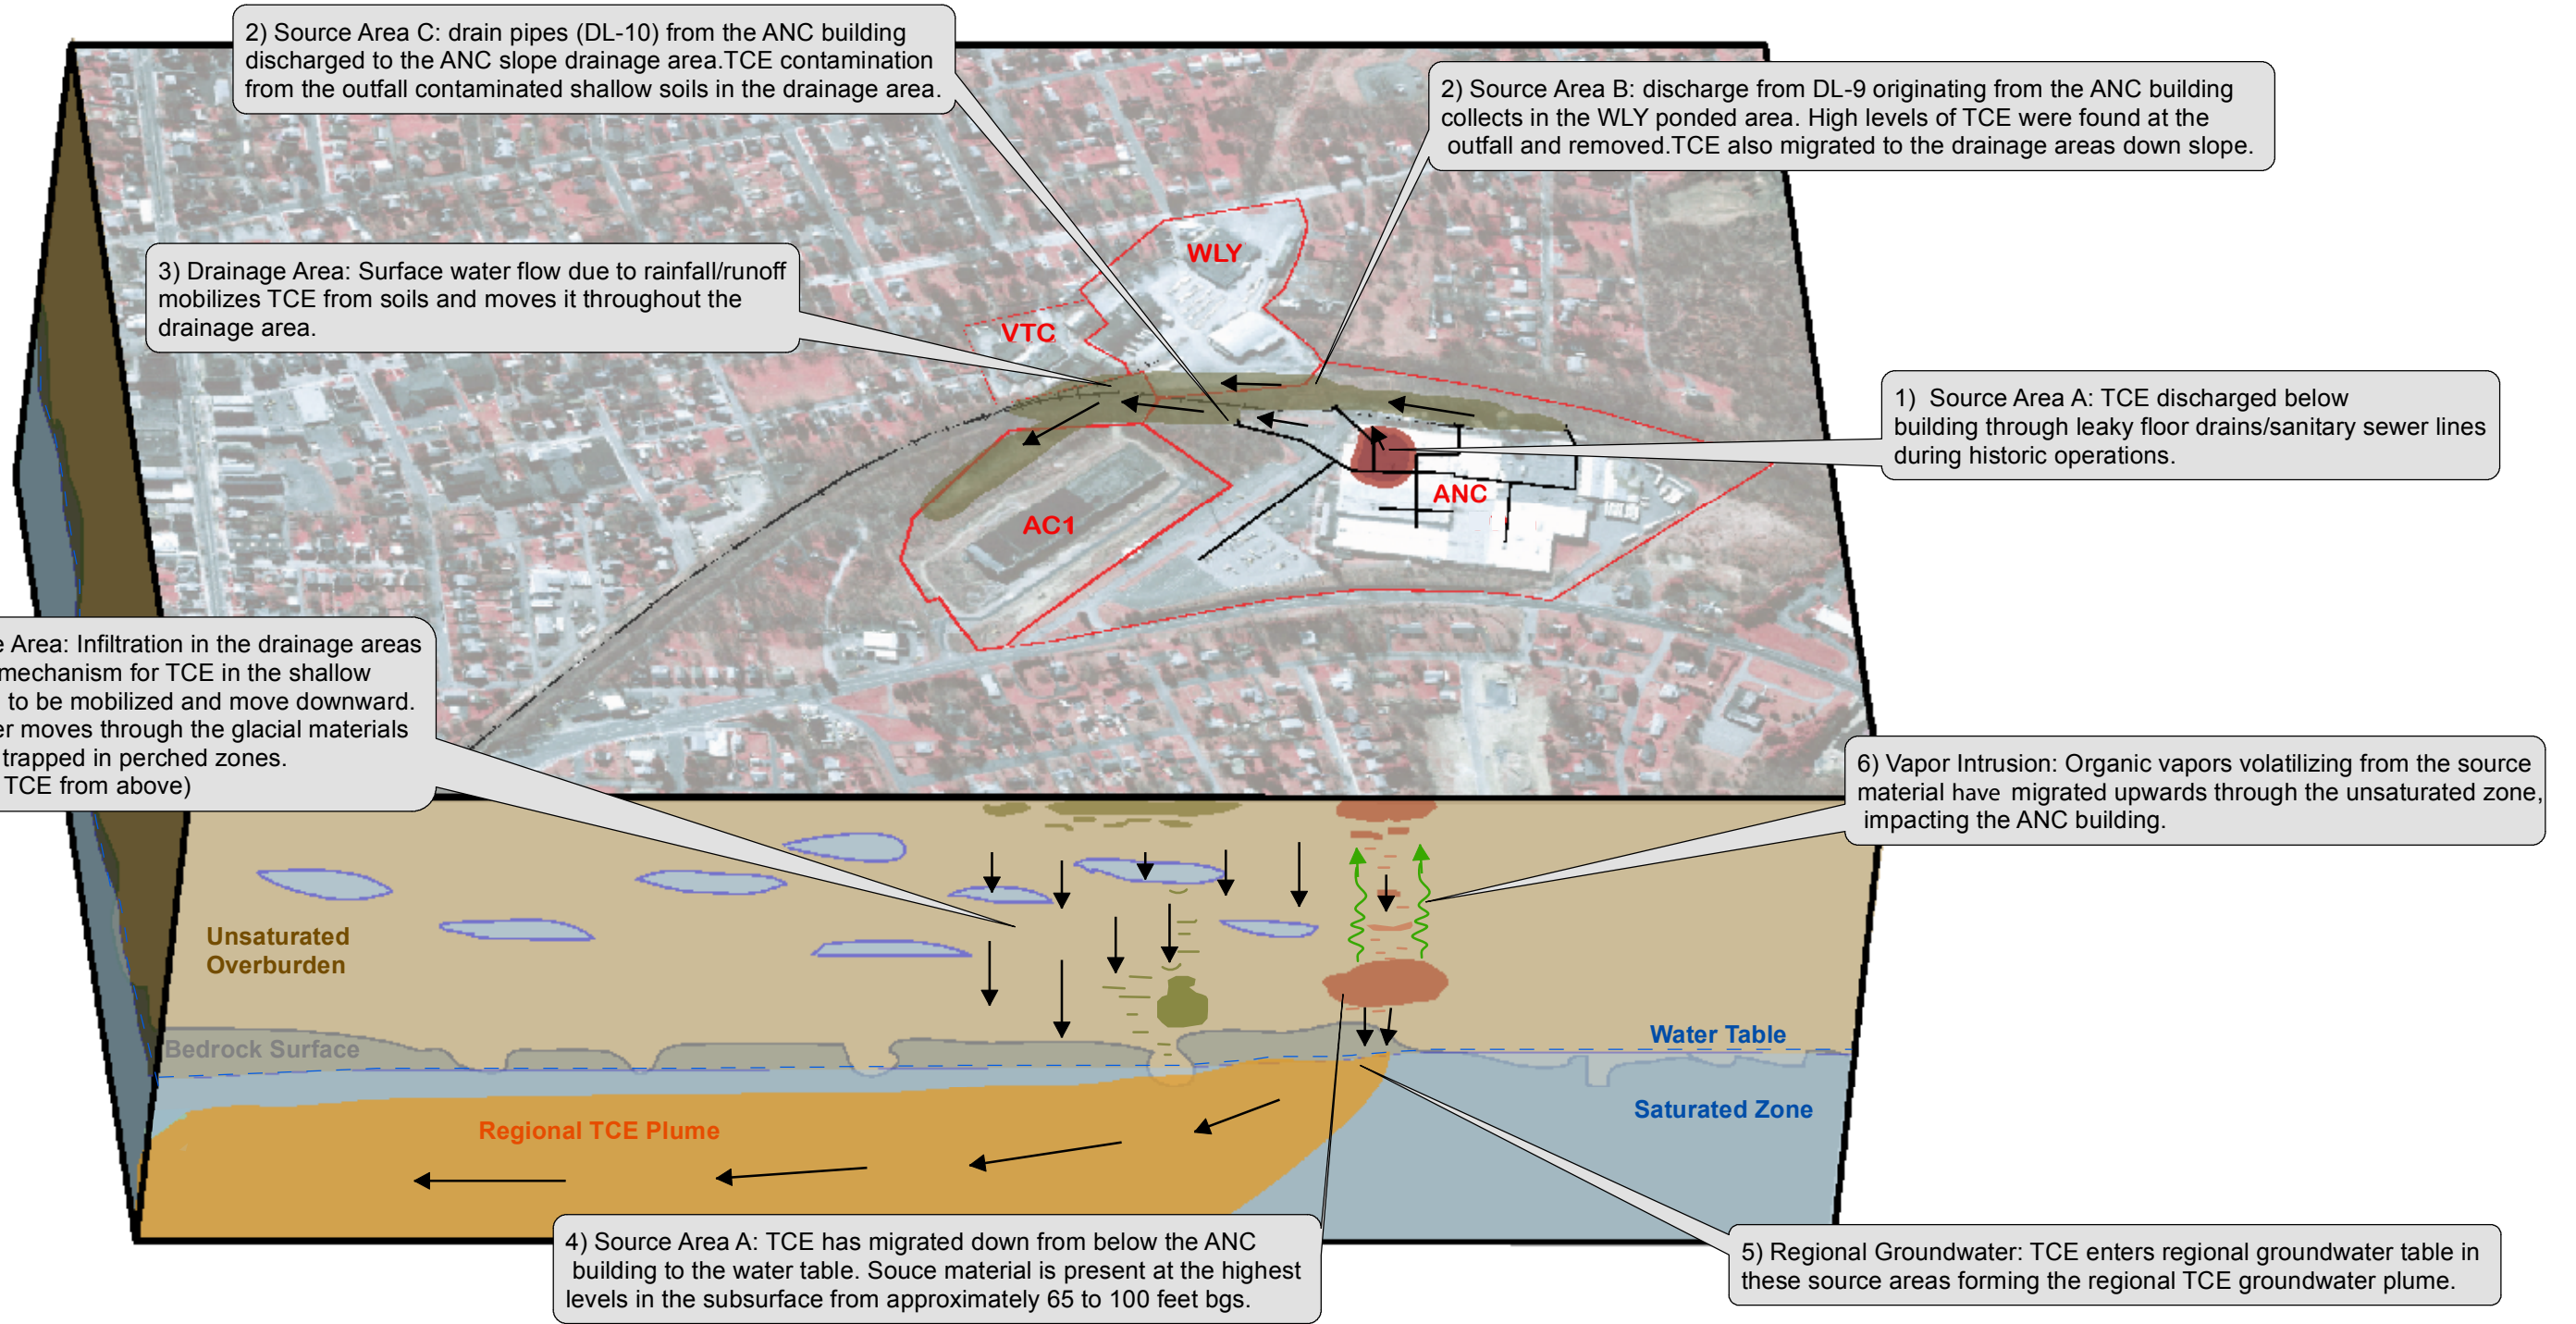 2) Source Area C: drain pipes (DL-10) from the ANC building
discharged to the ANC slope drainage area.TCE contamination
from the outfall contaminated shallow soils in the drainage area.
2) Source Area B: discharge from DL-9 originating from the ANC building
collects in the WLY ponded area. High levels of TCE were found at the
outfall and removed.TCE also migrated to the drainage areas down slope.
3) Drainage Area: Surface water flow due to rainfall/runoff
mobilizes TCE from soils and moves it throughout the
drainage area.
WLY
VTC
1) Source Area A: TCE discharged below
building through leaky floor drains/sanitary sewer lines
during historic operations.
ANC
AC1
e Area: Infiltration in the drainage areas
mechanism for TCE in the shallow
to be mobilized and move downward.
er moves through the glacial materials
trapped in perched zones.
TCE from above)
6) Vapor Intrusion: Organic vapors volatilizing from the source
material have migrated upwards through the unsaturated zone,
impacting the ANC building.
Unsaturated
Overburden
Bedrock Surface
Water Table
Saturated Zone
Regional TCE Plume
4) Source Area A: TCE has migrated down from below the ANC
building to the water table. Souce material is present at the highest
levels in the subsurface from approximately 65 to 100 feet bgs.
5) Regional Groundwater: TCE enters regional groundwater table in
these source areas forming the regional TCE groundwater plume.